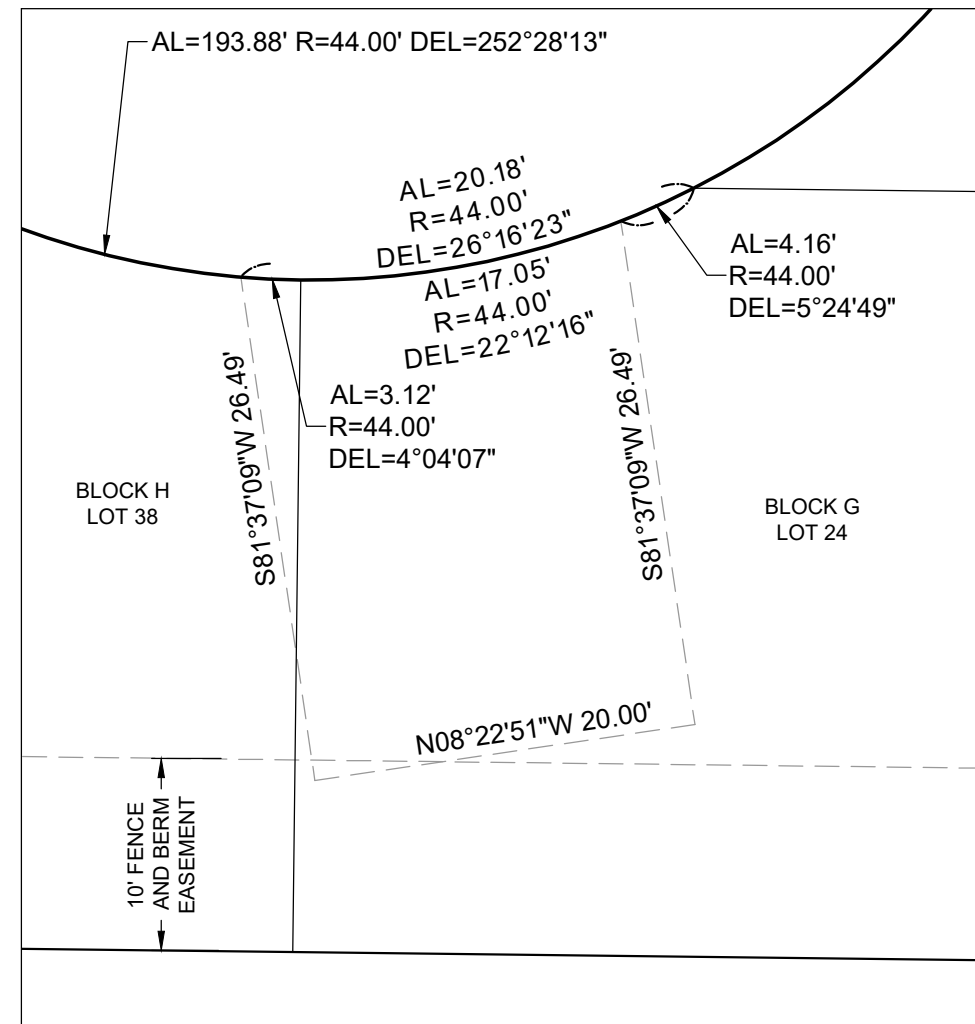 AL=193.88' R=44.00' DEL=252°28'13"
AL=20.18'
R=44.00'
DEL=26°16'23"
AL=17.05'
R=44.00'
DEL=22°12'16"
AL=4.16'
R=44.00'
DEL=5°24'49"
AL=3.12'
R=44.00'
DEL=4°04'07"
S81°37'09"W 26.49'
S81°37'09"W 26.49'
BLOCK H
LOT 38
BLOCK G
LOT 24
N08°22'51"W 20.00'
10' FENCE
AND BERM
EASEMENT